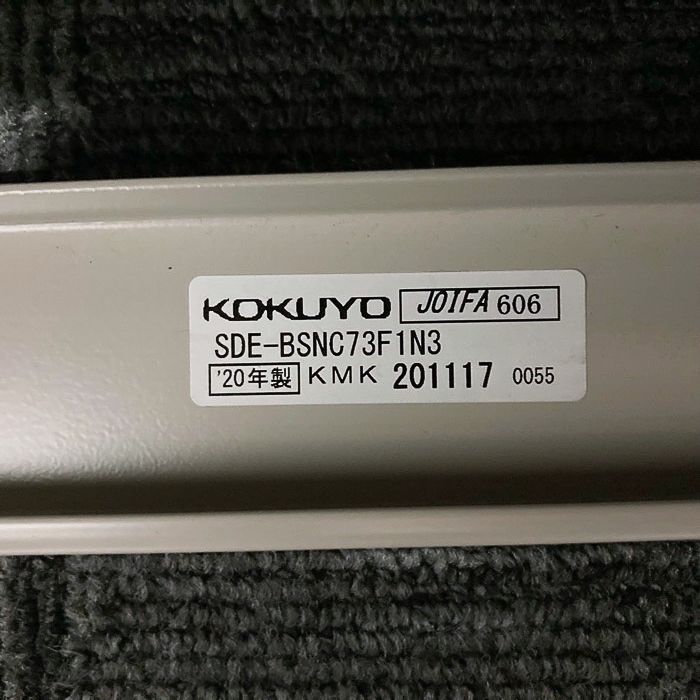 KOKUYO JOIFA 606
SDE-BSNC73F1N3
'20年製 KMK 201117 0055